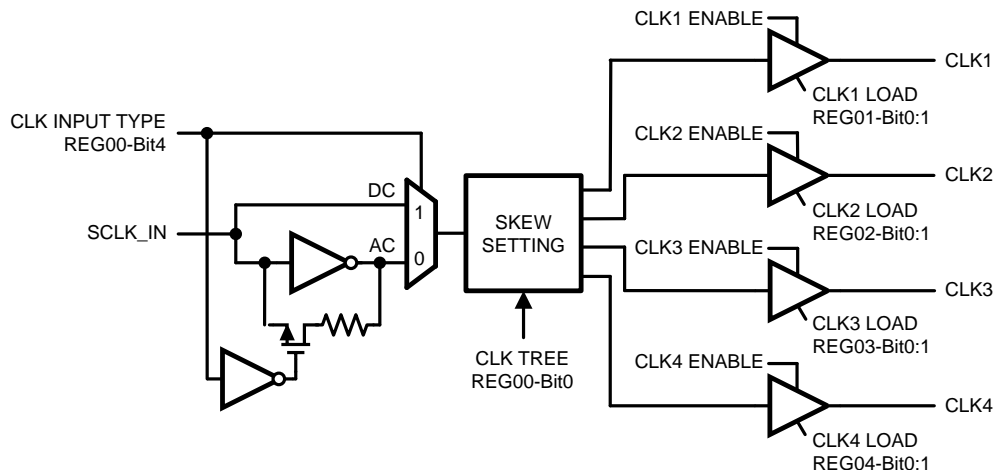 CLK1 ENABLE
CLK1
CLK1 LOAD
REG01-Bit0:1
CLK INPUT TYPE
REG00-Bit4
CLK2 ENABLE
CLK2
CLK2 LOAD
REG02-Bit0:1
DC
1
SCLK_IN
AC
0
SKEW
SETTING
CLK3 ENABLE
CLK3
CLK3 LOAD
REG03-Bit0:1
CLK TREE
REG00-Bit0
CLK4 ENABLE
CLK4
CLK4 LOAD
REG04-Bit0:1